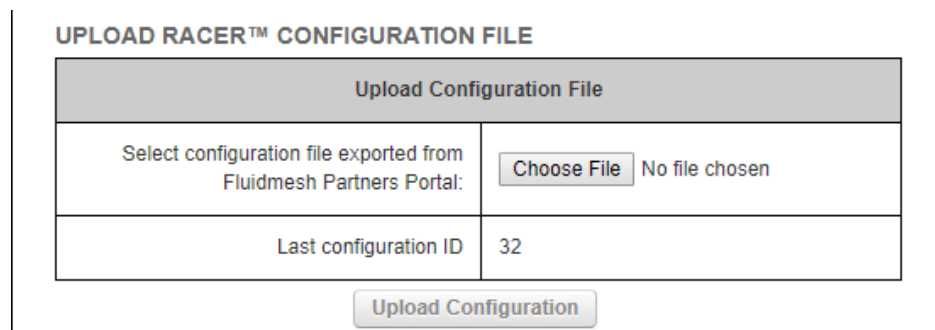 UPLOAD RACER™ CONFIGURATION FILE
Upload Configuration File
Select configuration file exported from
Fluidmesh Partners Portal:
Choose File No file chosen
Last configuration ID 32
Upload Configuration